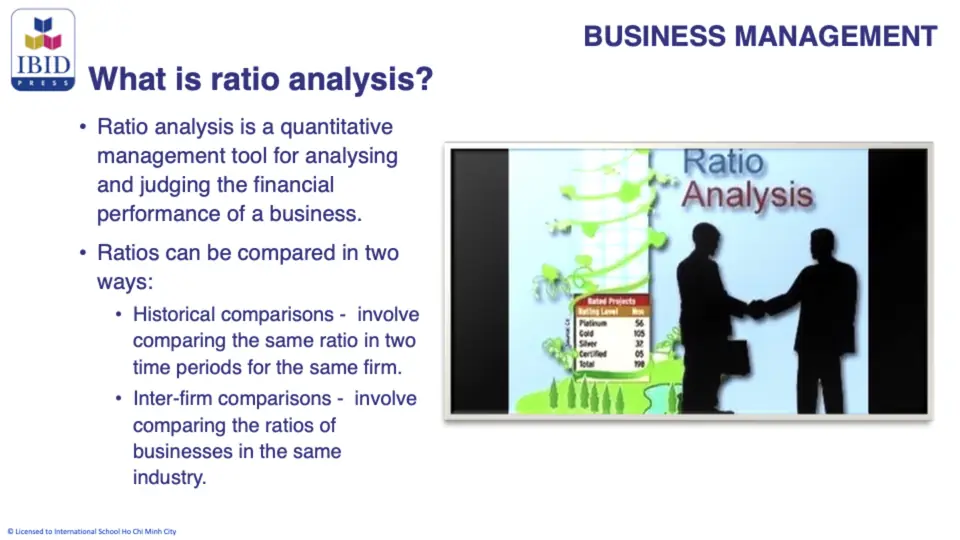 IBID
PRESS
BUSINESS MANAGEMENT
What is ratio analysis?
• Ratio analysis is a quantitative
management tool for analysing
and judging the financial
performance of a business.
• Ratios can be compared in two
ways:
• Historical comparisons - involve
comparing the same ratio in two
time periods for the same firm.
• Inter-firm comparisons - involve
comparing the ratios of
businesses in the same
industry.
Ratio
Analysis
Rated Projects
Rating Level Nos
Platinum 56
Gold 105
Silver 32
Certified 05
Total 198
© Licensed to International School Ho Chi Minh City